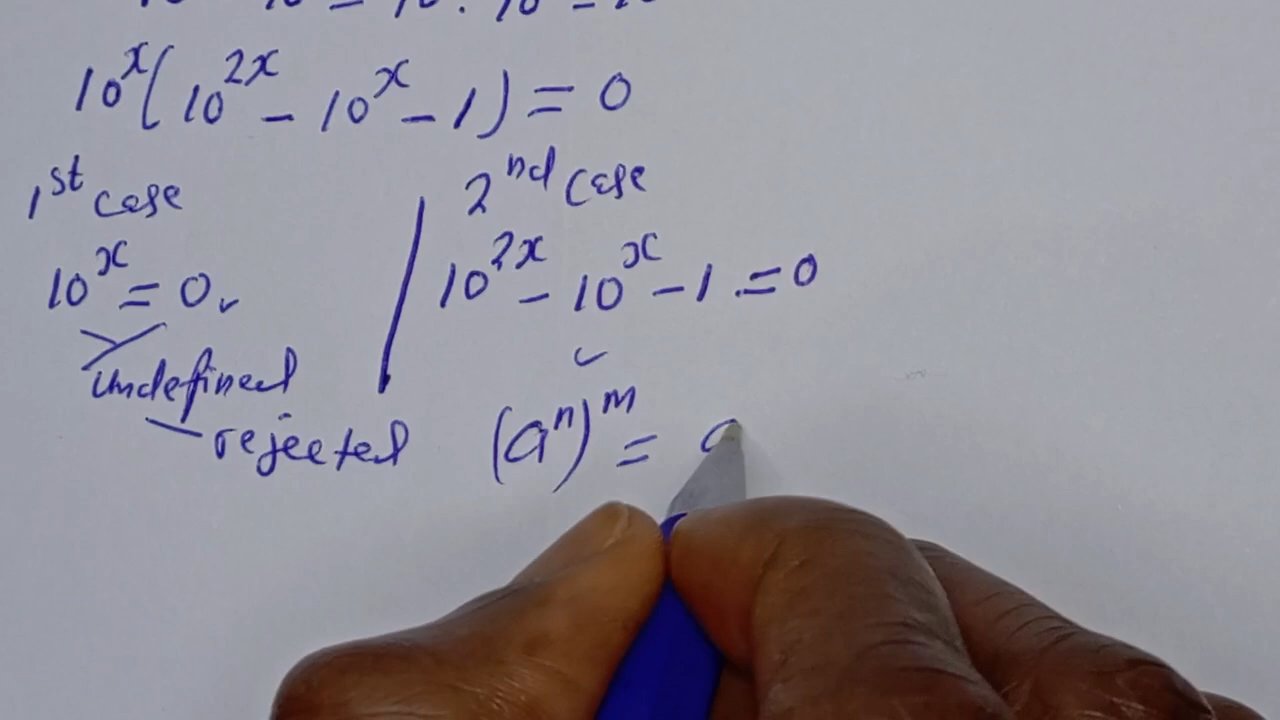 10^x(10^2x - 10^x - 1) = 0
1st case
2nd case
10^x = 0
10^2x - 10^x - 1 = 0
undefined
rejected
(a^n)^m = a